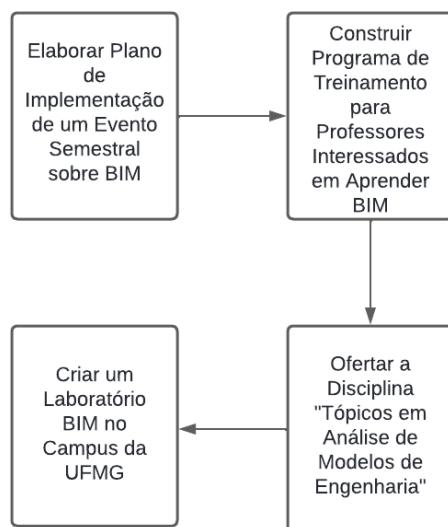 Elaborar Plano
de
Implementação
de um Evento
Semestral
sobre BIM
Construir
Programa de
Treinamento
para
Professores
Interessados
em Aprender
BIM
Ofertar a
Disciplina
"Tópicos em
Análise de
Modelos de
Engenharia"
Criar um
Laboratório
BIM no
Campus da
UFMG